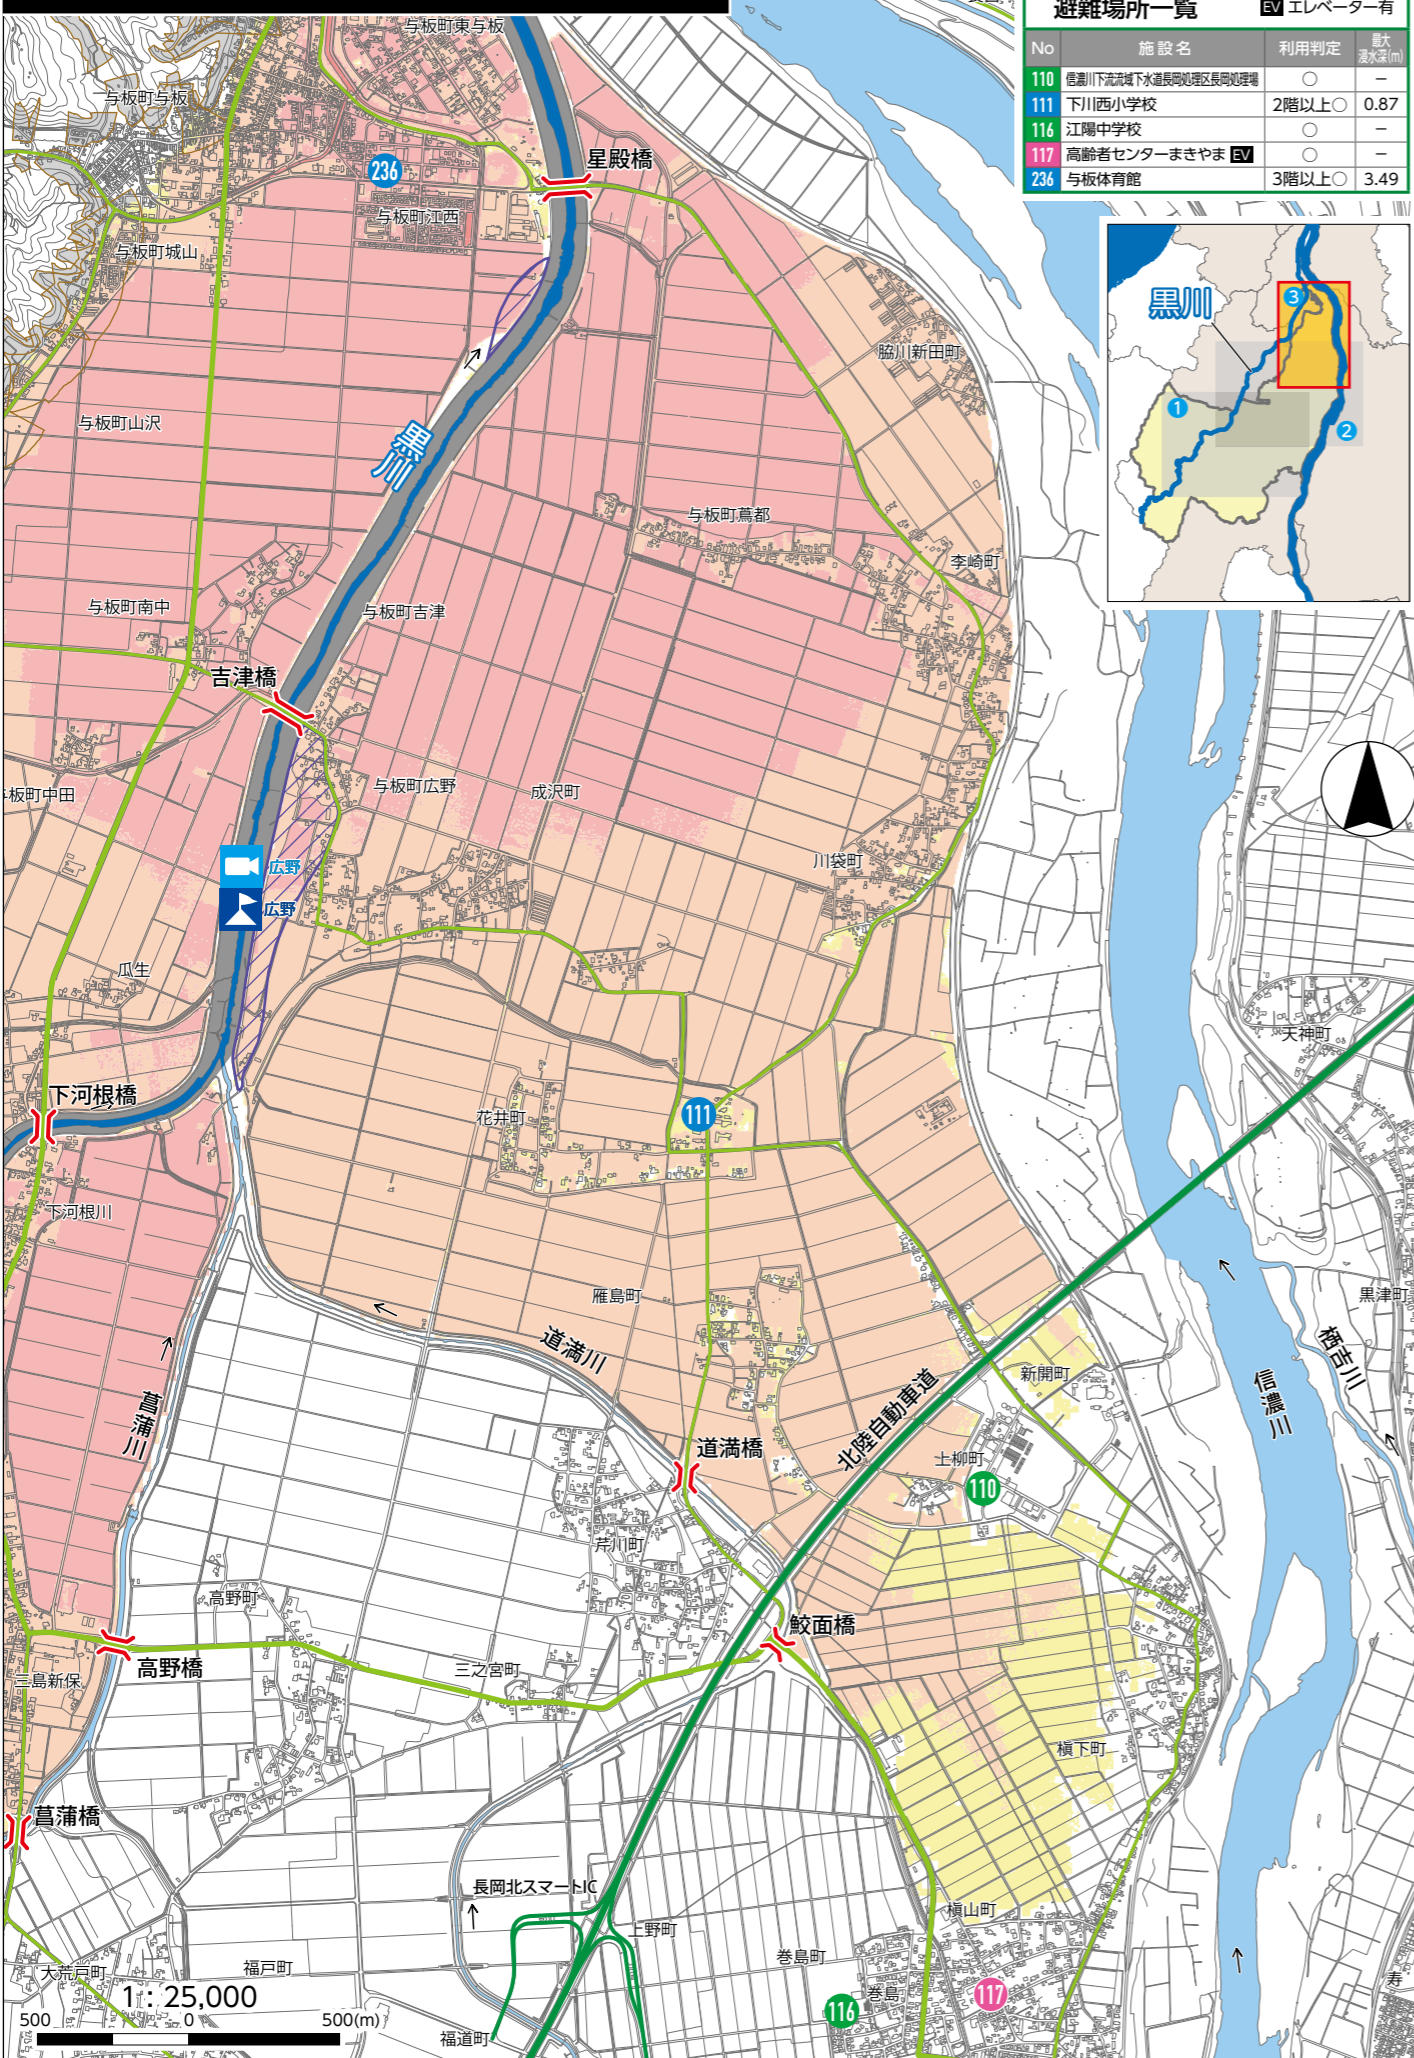 避難場所一覧
EV エレベーター有
No 施設名 利用判定 最大浸水深(m)
110 信濃川下流流域下水道長岡処理区長岡処理場 ○ −
111 下川西小学校 2階以上○ 0.87
116 江陽中学校 ○ −
117 高齢者センターまきやま EV ○ −
236 与板体育館 3階以上○ 3.49
黒川
3
1
2
与板町東与板
与板町与板
236
星殿橋
与板町江西
与板町城山
脇川新田町
与板町山沢
黒川
与板町蔦都
李崎町
与板町南中
与板町吉津
吉津橋
与板町広野
成沢町
板町中田
川袋町
広野
広野
瓜生
天神町
下河根橋
花井町
111
下河根川
雁島町
黒津町
道満川
栖吉川
新開町
信濃川
菖蒲川
北陸自動車道
道満橋
土柳町
110
芹川町
高野町
鮫面橋
高野橋
三之宮町
三島新保
槇下町
菖蒲橋
長岡北スマートIC
槇山町
上野町
巻島町
福戸町
大荒戸町
寿
117
巻島
116
1:25,000
500 0 500(m)
福道町